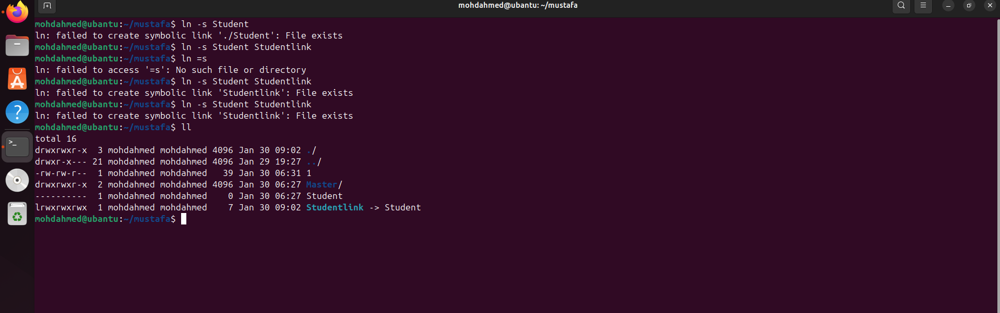 mohdahmed@ubantu: ~/mustafa
mohdahmed@ubantu:~/mustafa$ ln -s Student
ln: failed to create symbolic link './Student': File exists
mohdahmed@ubantu:~/mustafa$ ln -s Student Studentlink
mohdahmed@ubantu:~/mustafa$ ln =s
ln: failed to access '=s': No such file or directory
mohdahmed@ubantu:~/mustafa$ ln -s Student Studentlink
ln: failed to create symbolic link 'Studentlink': File exists
mohdahmed@ubantu:~/mustafa$ ln -s Student Studentlink
ln: failed to create symbolic link 'Studentlink': File exists
mohdahmed@ubantu:~/mustafa$ ll
total 16
drwxrwxr-x  3 mohdahmed mohdahmed 4096 Jan 30 09:02 ./
drwxr-x--- 21 mohdahmed mohdahmed 4096 Jan 29 19:27 ../
-rw-rw-r--  1 mohdahmed mohdahmed   39 Jan 30 06:31 1
drwxrwxr-x  2 mohdahmed mohdahmed 4096 Jan 30 06:27 Master/
----------  1 mohdahmed mohdahmed    0 Jan 30 06:27 Student
lrwxrwxrwx  1 mohdahmed mohdahmed    7 Jan 30 09:02 Studentlink -> Student
mohdahmed@ubantu:~/mustafa$